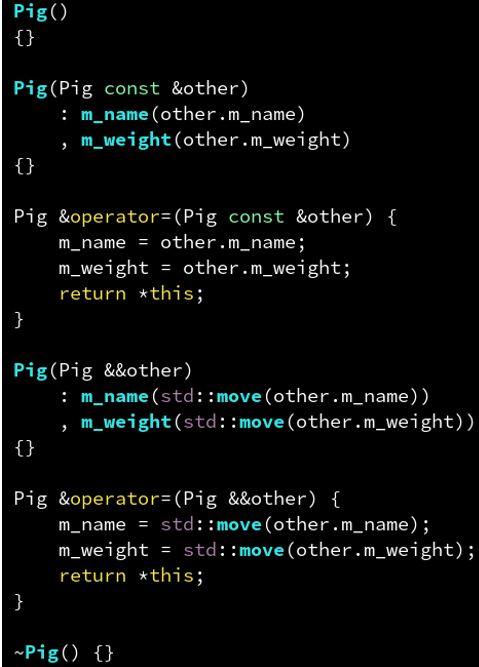 Pig()
{}
Pig(Pig const &other)
    : m_name(other.m_name)
    , m_weight(other.m_weight)
{}
Pig &operator=(Pig const &other) {
    m_name = other.m_name;
    m_weight = other.m_weight;
    return *this;
}
Pig(Pig &&other)
    : m_name(std::move(other.m_name))
    , m_weight(std::move(other.m_weight))
{}
Pig &operator=(Pig &&other) {
    m_name = std::move(other.m_name);
    m_weight = std::move(other.m_weight);
    return *this;
}
~Pig() {}